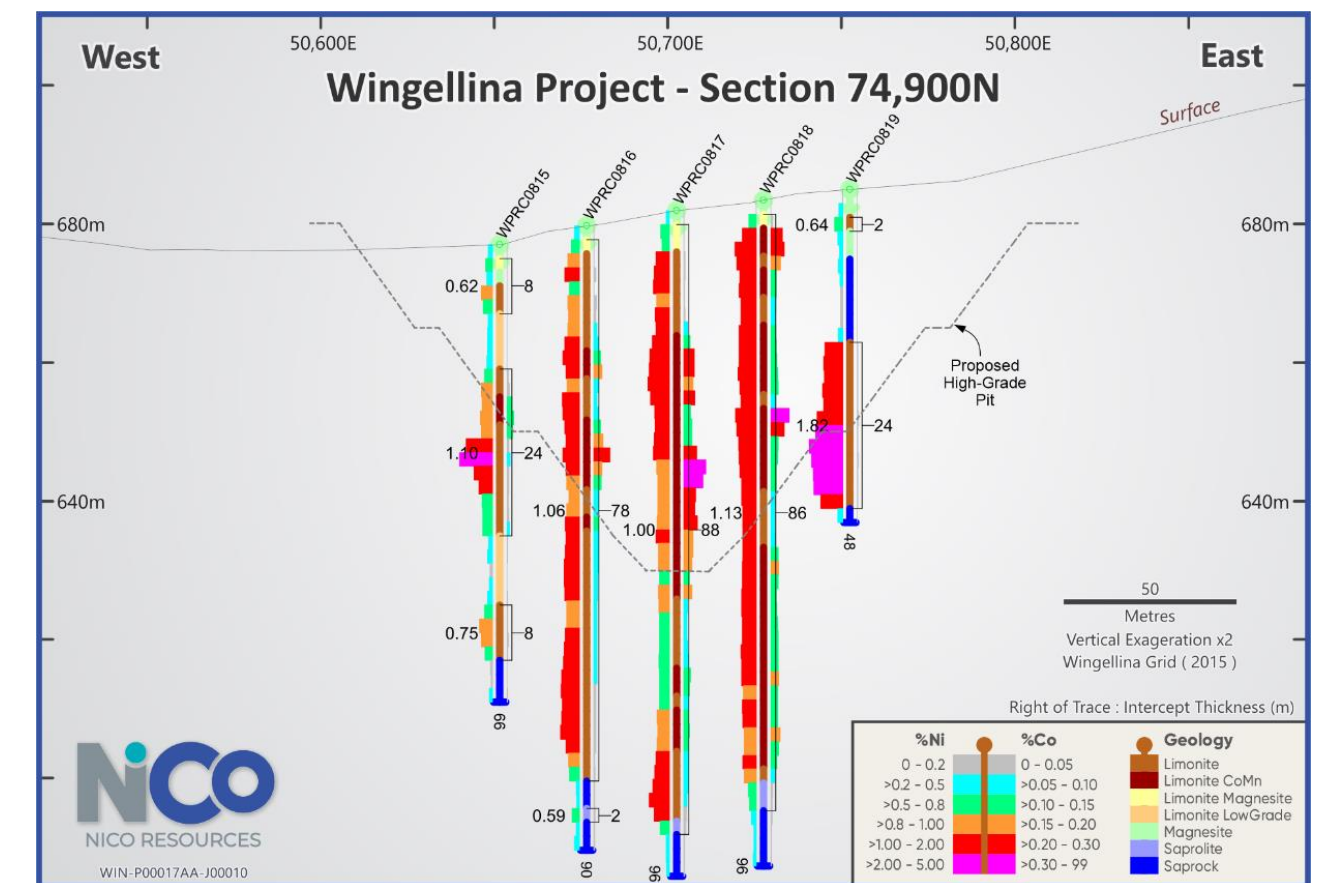 West
50,600E
50,700E
50,800E
East
Wingellina Project - Section 74,900N
Surface
WPRC0815
WPRC0816
WPRC0817
WPRC0818
WPRC0819
680m
680m
0.64
2
0.62
8
Proposed
High-Grade
Pit
1.10
24
1.82
24
640m
640m
1.06
78
1.00
88
1.13
86
48
50
Metres
Vertical Exageration x2
Wingellina Grid ( 2015 )
0.75
8
66
Right of Trace : Intercept Thickness (m)
0.59
2
90
96
96
%Ni
%Co
Geology
0 - 0.2
0 - 0.05
Limonite
>0.2 - 0.5
>0.05 - 0.10
Limonite CoMn
>0.5 - 0.8
>0.10 - 0.15
Limonite Magnesite
>0.8 - 1.00
>0.15 - 0.20
Limonite LowGrade
>1.00 - 2.00
>0.20 - 0.30
Magnesite
>2.00 - 5.00
>0.30 - 99
Saprolite
Saprock
NiCO
NICO RESOURCES
WIN-P00017AA-J00010